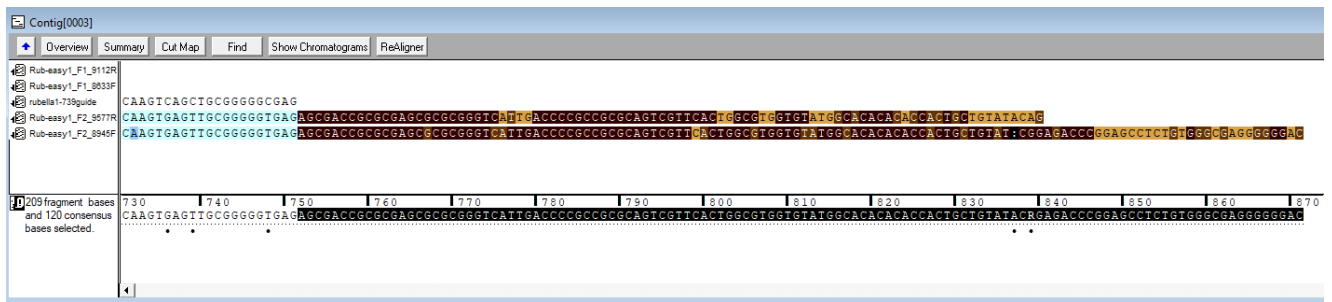 Contig[0003]
Overview Summary Cut Map Find Show Chromatograms ReAligner
Rub-easy1_F1_9112R
Rub-easy1_F1_8633F
rubella1-739guide CAAGTCAGCTGCGGGGGCGAG
Rub-easy1_F2_9577R CAAGTGAGTTGCGGGGGTGAGAGCGACCGCGCGAGCGCGCGGGTCATTGACCCCGCCGCGCAGTCGTTCACTGGCGTGGTGTATGGCACACACACCACTGCTGTATACAG
Rub-easy1_F2_8945F CAAGTGAGTTGCGGGGGTGAGAGCGACCGCGCGAGCGCGCGGGTCATTGACCCCGCCGCGCAGTCGTTCACTGGCGTGGTGTATGGCACACACACCACTGCTGTAT:CGGAGACCCGGAGCCTCTGTGGGCGAGGGGGGAC
209 fragment bases 730 740 750 760 770 780 790 800 810 820 830 840 850 860 870
and 120 consensus CAAGTGAGTTGCGGGGGTGAGAGCGACCGCGCGAGCGCGCGGGTCATTGACCCCGCCGCGCAGTCGTTCACTGGCGTGGTGTATGGCACACACACCACTGCTGTATACRGAGACCCGGAGCCTCTGTGGGCGAGGGGGGAC
bases selected.